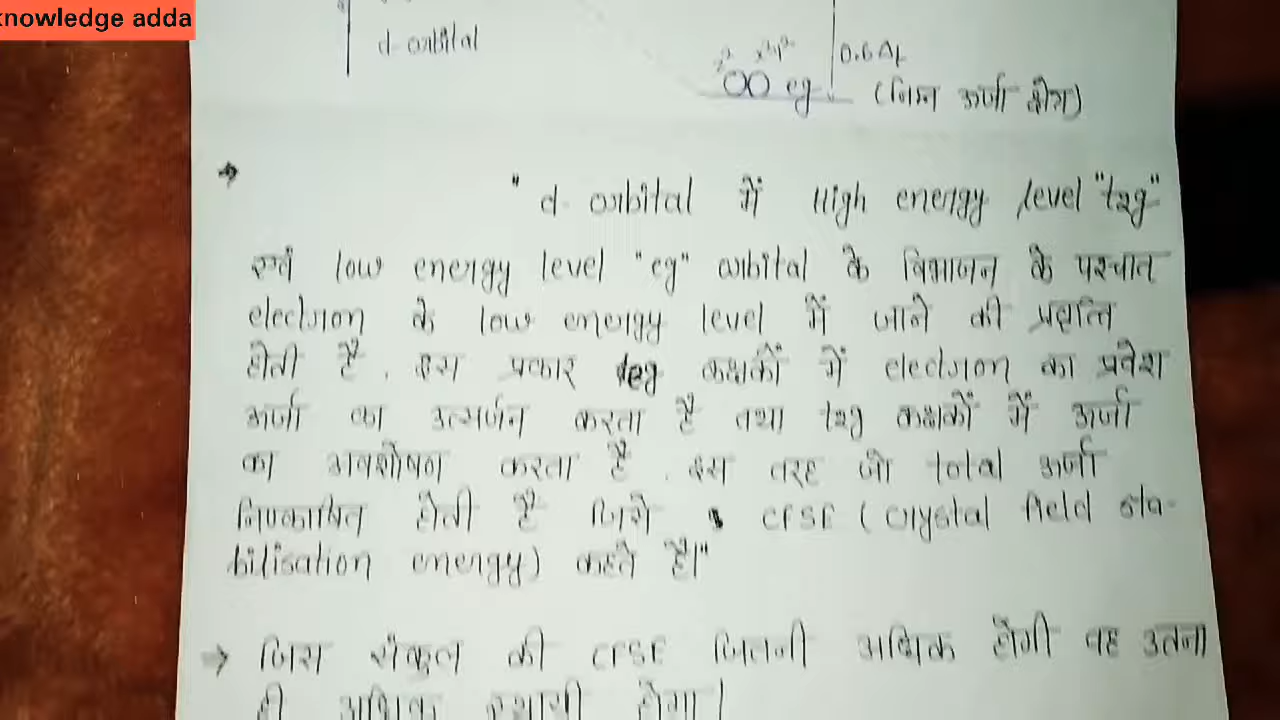 knowledge adda
d-orbital
z² x²y²
eg
0.6Δt
(निम्न ऊर्जा क्षेत्र)
→ " d-orbital में High energy level "t2g"
एवं low energy level "eg" orbital के विभाजन के पश्चात
electron के low energy level में जाने की प्रवृत्ति
होती है . इस प्रकार eg कक्षकों में electron का प्रवेश
ऊर्जा का उत्सर्जन करता है तथा t2g कक्षकों में ऊर्जा
का अवशोषण करता है . इस तरह जो total ऊर्जा
निष्काषित होती है जिसे CFSE (Crystal field sta-
bilisation energy) कहते है।"
→ जिस संकुल की CFSE जितनी अधिक होगी वह उतना
ही अधिक स्थायी होगा।